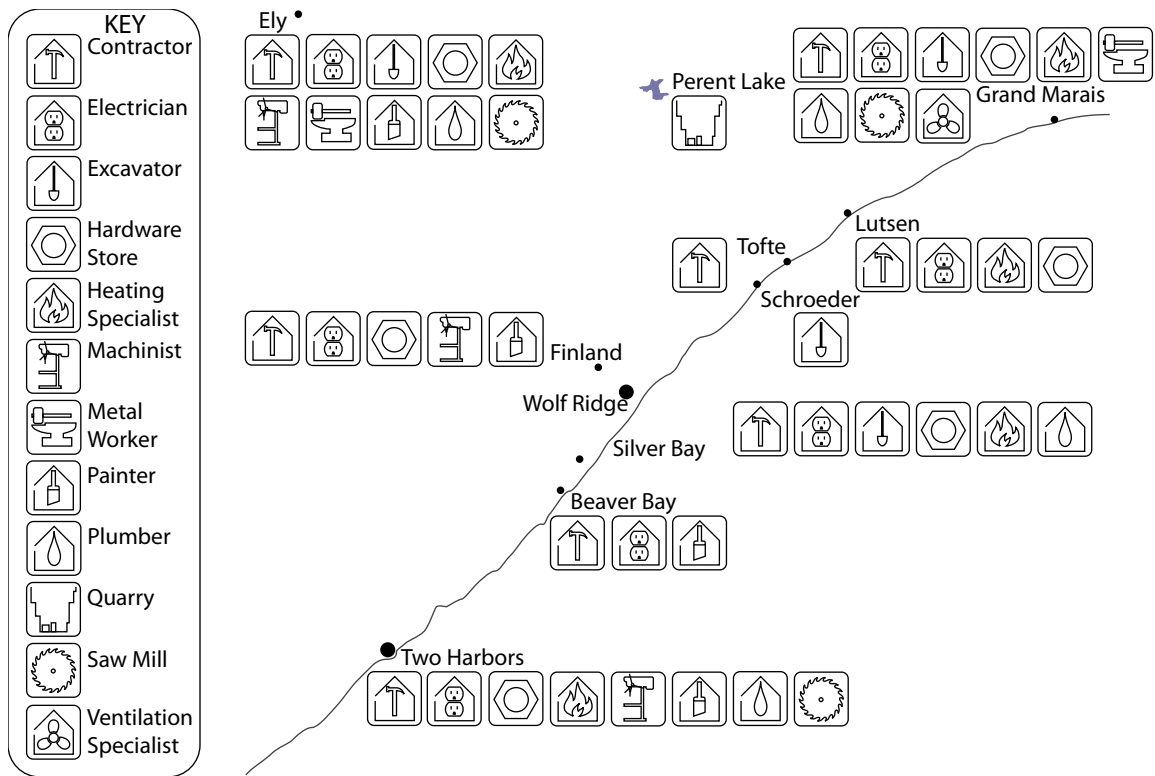 KEY
Contractor
Electrician
Excavator
Hardware
Store
Heating
Specialist
Machinist
Metal
Worker
Painter
Plumber
Quarry
Saw Mill
Ventilation
Specialist
Ely
Perent Lake
Grand Marais
Lutsen
Tofte
Schroeder
Finland
Wolf Ridge
Silver Bay
Beaver Bay
Two Harbors